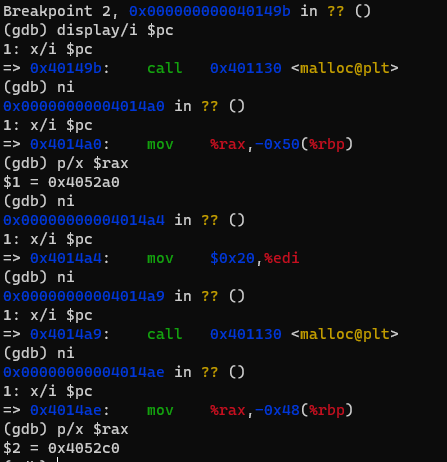 Breakpoint 2, 0x000000000040149b in ?? ()
(gdb) display/i $pc
1: x/i $pc
=> 0x40149b:    call   0x401130 <malloc@plt>
(gdb) ni
0x00000000004014a0 in ?? ()
1: x/i $pc
=> 0x4014a0:    mov    %rax,-0x50(%rbp)
(gdb) p/x $rax
$1 = 0x4052a0
(gdb) ni
0x00000000004014a4 in ?? ()
1: x/i $pc
=> 0x4014a4:    mov    $0x20,%edi
(gdb) ni
0x00000000004014a9 in ?? ()
1: x/i $pc
=> 0x4014a9:    call   0x401130 <malloc@plt>
(gdb) ni
0x00000000004014ae in ?? ()
1: x/i $pc
=> 0x4014ae:    mov    %rax,-0x48(%rbp)
(gdb) p/x $rax
$2 = 0x4052c0